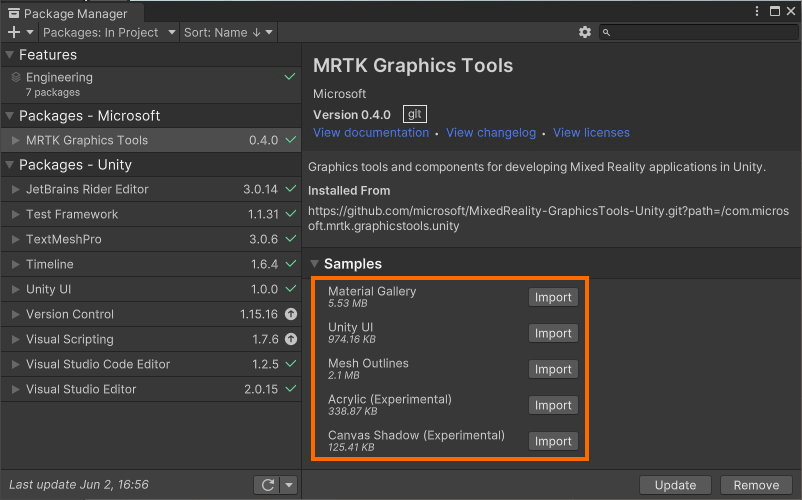 Package Manager
Packages: In Project
Sort: Name ↓
Features
Engineering
7 packages
Packages - Microsoft
MRTK Graphics Tools 0.4.0
Packages - Unity
JetBrains Rider Editor 3.0.14
Test Framework 1.1.31
TextMeshPro 3.0.6
Timeline 1.6.4
Unity UI 1.0.0
Version Control 1.15.16
Visual Scripting 1.7.6
Visual Studio Code Editor 1.2.5
Visual Studio Editor 2.0.15
Last update Jun 2, 16:56
MRTK Graphics Tools
Microsoft
Version 0.4.0 git
View documentation • View changelog • View licenses
Graphics tools and components for developing Mixed Reality applications in Unity.
Installed From
https://github.com/microsoft/MixedReality-GraphicsTools-Unity.git?path=/com.micros
oft.mrtk.graphicstools.unity
Samples
Material Gallery
5.53 MB
Import
Unity UI
974.16 KB
Import
Mesh Outlines
2.1 MB
Import
Acrylic (Experimental)
338.87 KB
Import
Canvas Shadow (Experimental)
125.41 KB
Import
Update
Remove